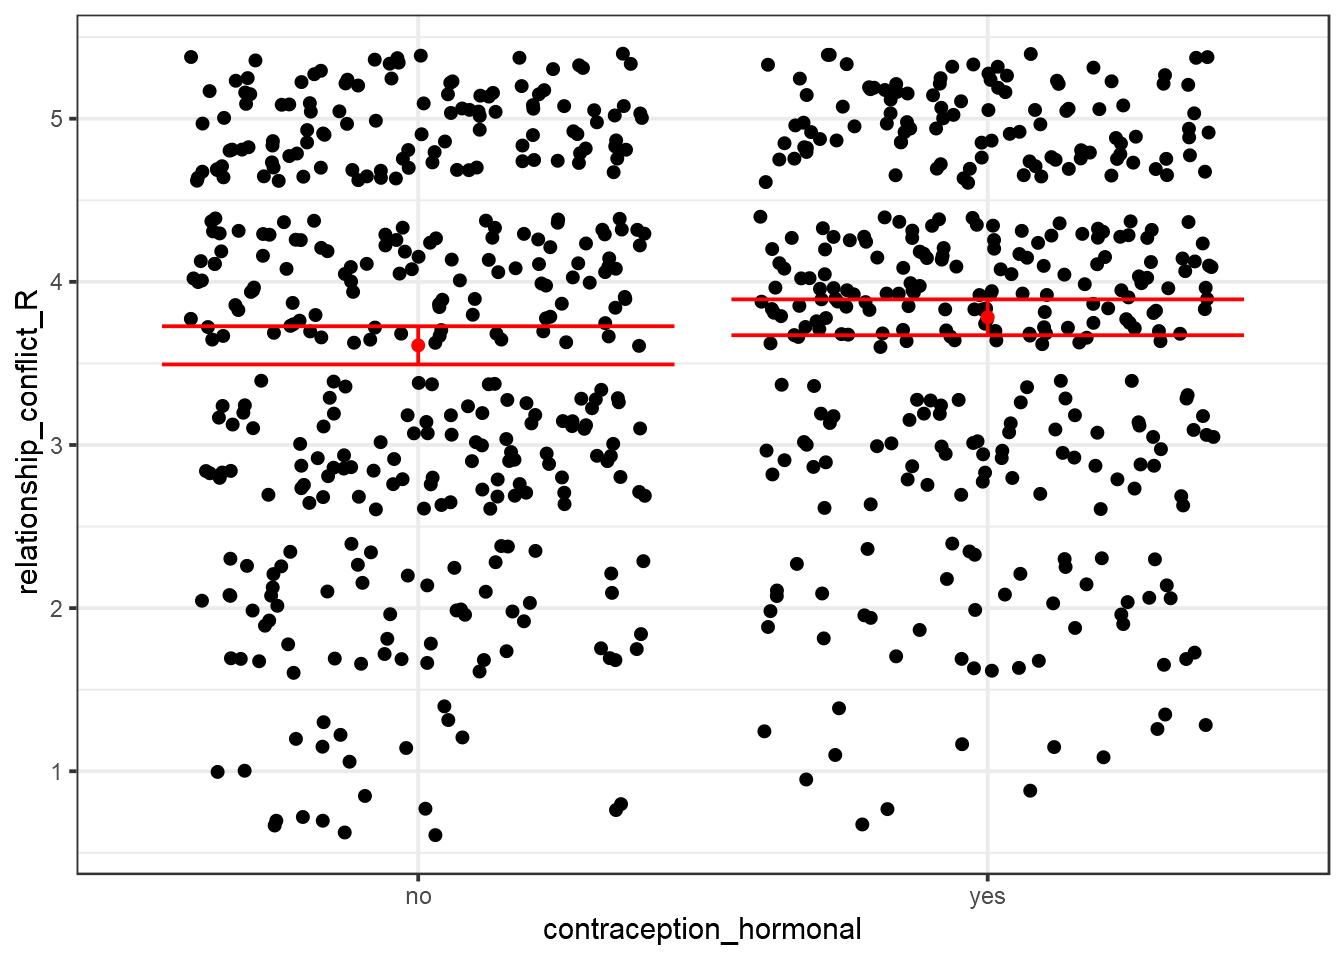 relationship_conflict_R
5
4
3
2
1
no
yes
contraception_hormonal